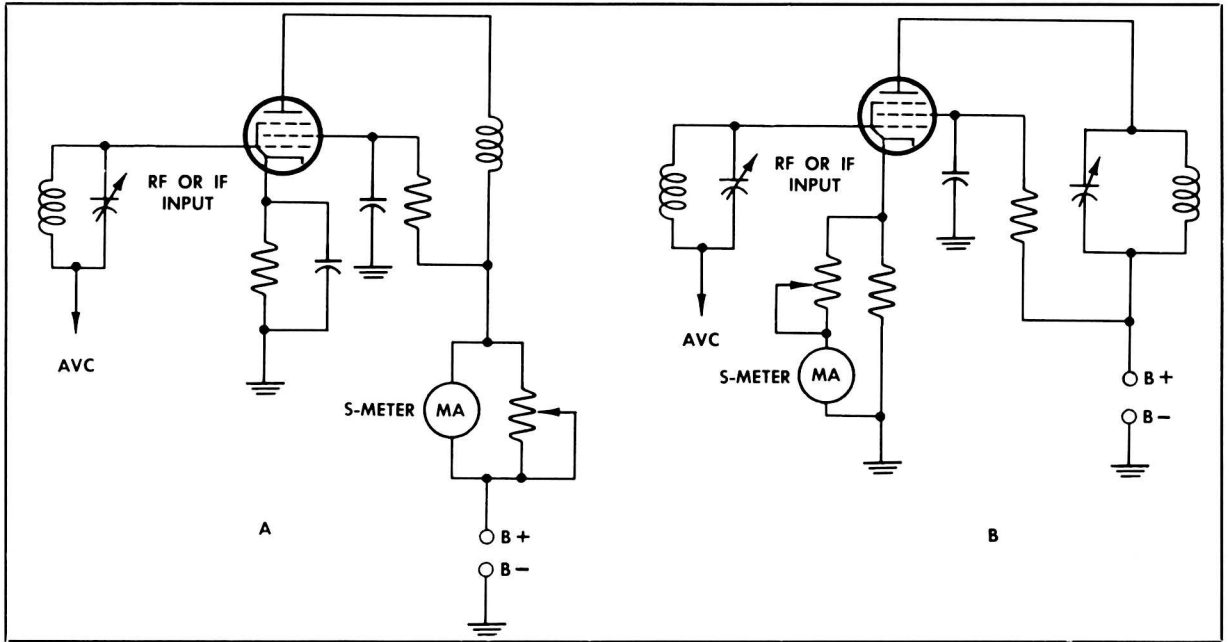 RF OR IF
INPUT
AVC
S-METER
MA
B+
B-
A
RF OR IF
INPUT
AVC
S-METER
MA
B+
B-
B